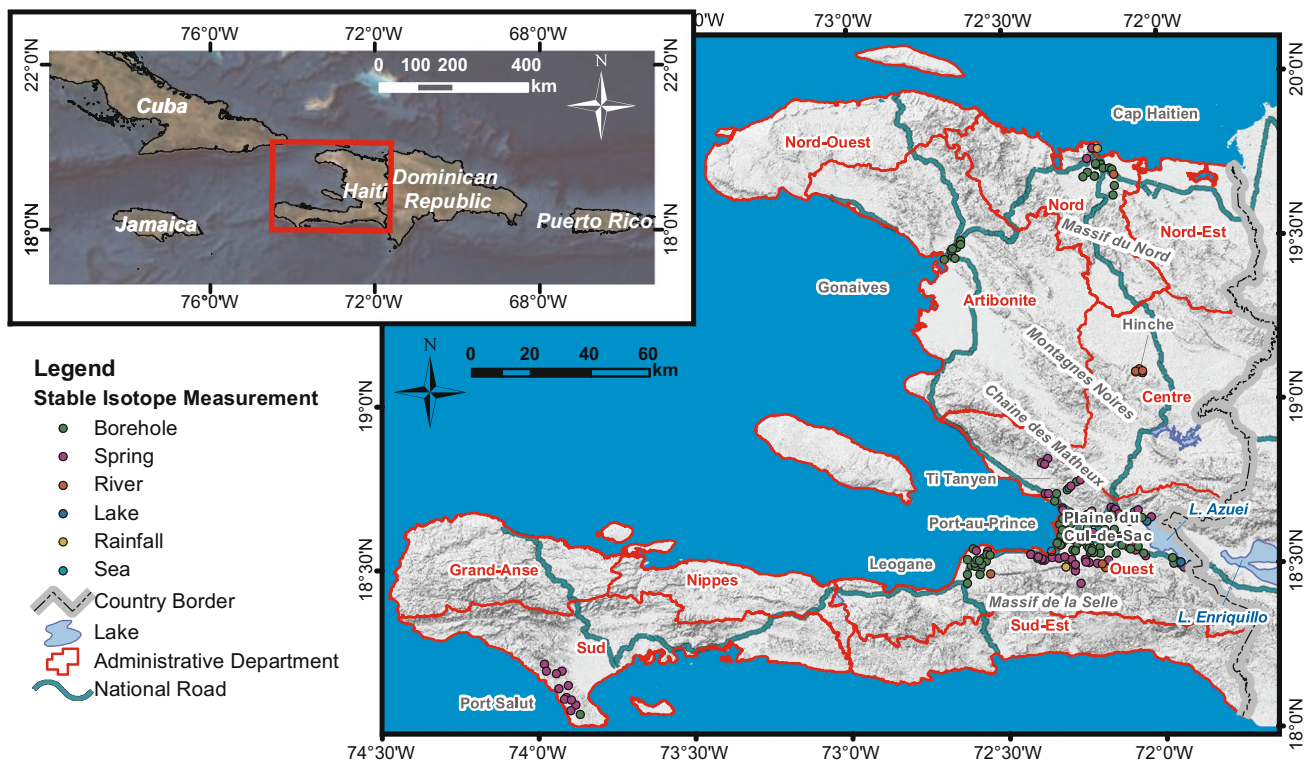 76°0'W
72°0'W
68°0'W
22°0'N
22°0'N
0 100 200 400
km
N
Cuba
Haiti
Dominican
Republic
Jamaica
Puerto Rico
18°0'N
18°0'N
76°0'W
72°0'W
68°0'W
0'W
73°0'W
72°30'W
72°0'W
20°0'N
Cap Haitien
Nord-Ouest
Nord
Massif du Nord
Nord-Est
19°30'N
Gonaives
Artibonite
Hinche
N
0 20 40 60
km
Montagnes Noires
19°0'N
Centre
19°0'N
Chaine des Matheux
Ti Tanyen
L. Azuei
Port-au-Prince
Plaine du
Cul-de-Sac
Leogane
18°30'N
Grand-Anse
Nippes
Ouest
18°30'N
Massif de la Selle
L. Enriquillo
Sud-Est
Sud
Port Salut
18°0'N
74°30'W
74°0'W
73°30'W
73°0'W
72°30'W
72°0'W
Legend
Stable Isotope Measurement
Borehole
Spring
River
Lake
Rainfall
Sea
Country Border
Lake
Administrative Department
National Road